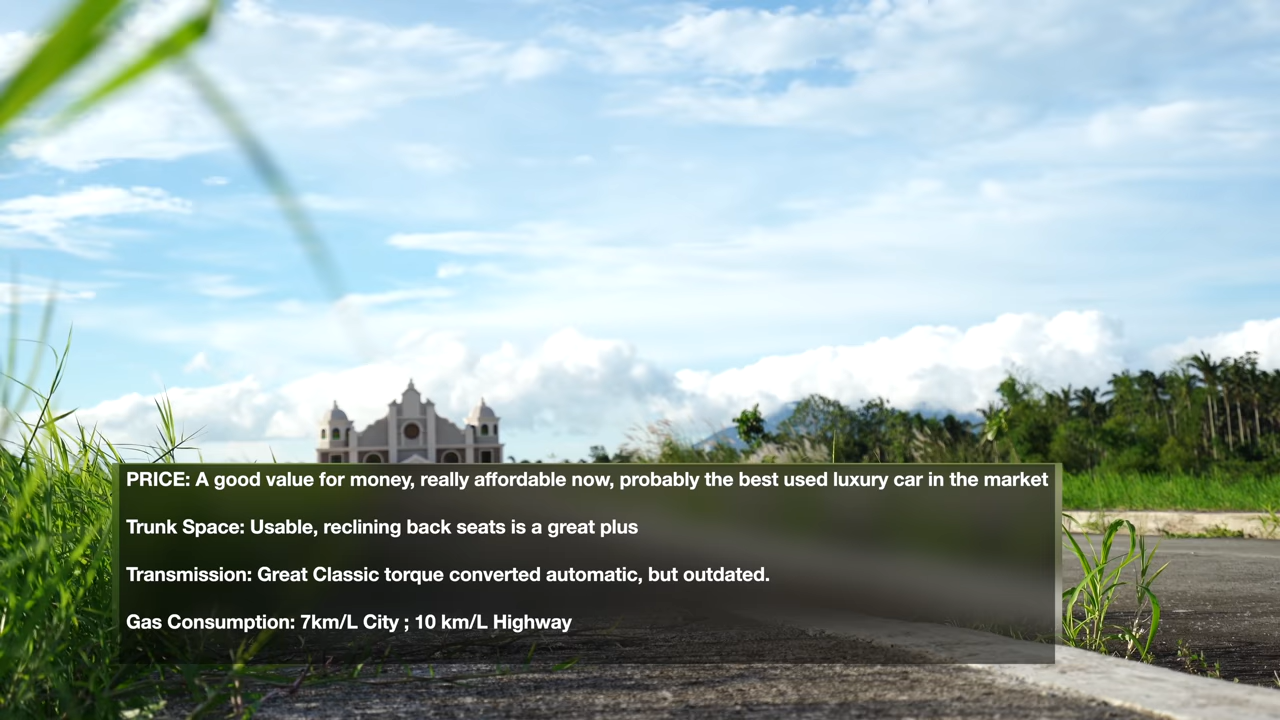 PRICE: A good value for money, really affordable now, probably the best used luxury car in the market
Trunk Space: Usable, reclining back seats is a great plus
Transmission: Great Classic torque converted automatic, but outdated.
Gas Consumption: 7km/L City ; 10 km/L Highway